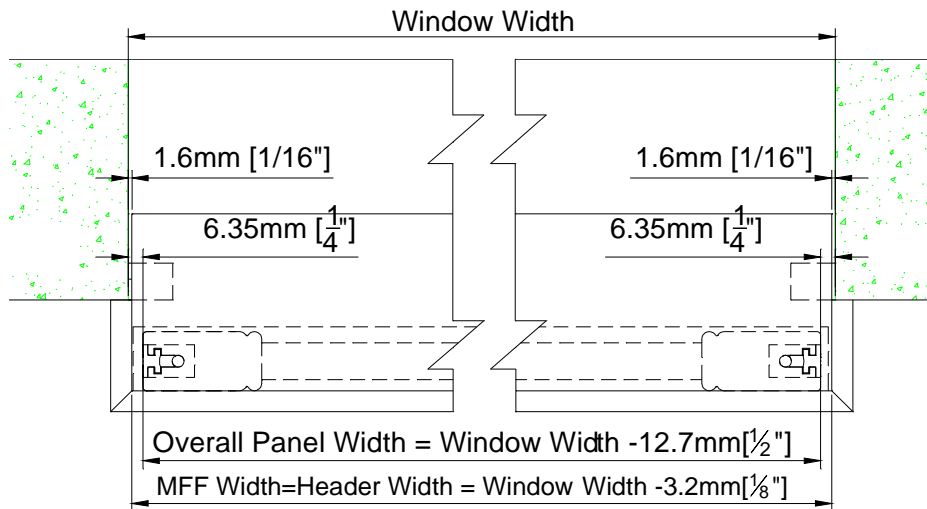 Window Width
1.6mm [1/16"]
1.6mm [1/16"]
6.35mm [1/4"]
6.35mm [1/4"]
Overall Panel Width = Window Width -12.7mm[1/2"]
MFF Width=Header Width = Window Width -3.2mm[1/8"]